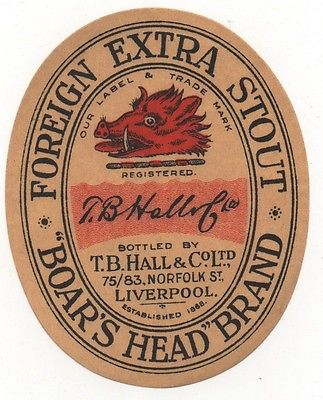 FOREIGN EXTRA STOUT
OUR LABEL & TRADE MARK
REGISTERED.
T.B Hall & Co Ltd
BOTTLED BY
T.B. HALL & Co. LTD.,
75/83, NORFOLK ST,
LIVERPOOL.
ESTABLISHED 1868.
"BOAR'S HEAD" BRAND